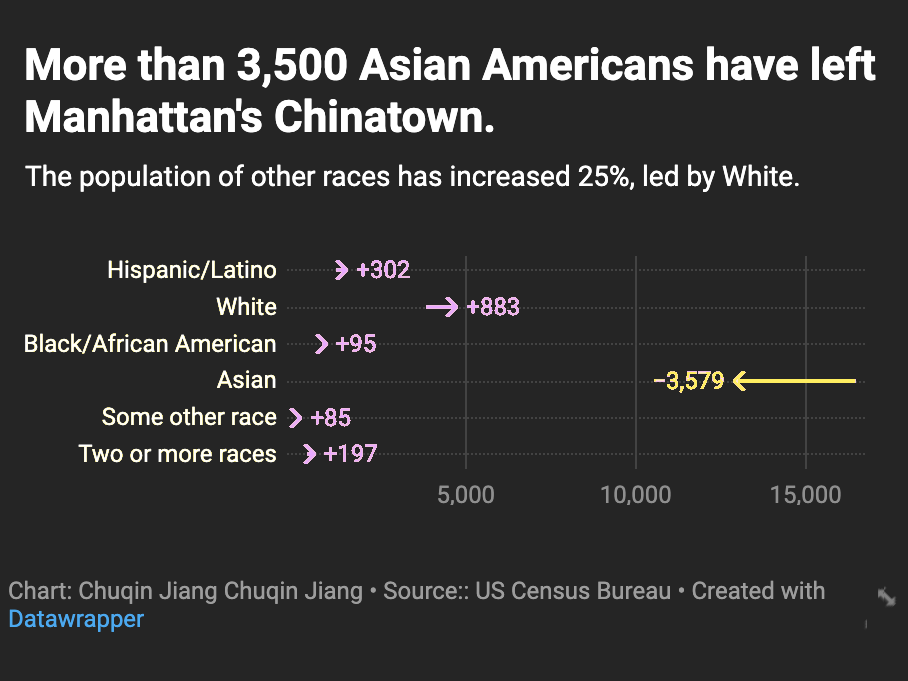 More than 3,500 Asian Americans have left
Manhattan's Chinatown.
The population of other races has increased 25%, led by White.
Hispanic/Latino +302
White +883
Black/African American +95
Asian −3,579
Some other race +85
Two or more races +197
5,000 10,000 15,000
Chart: Chuqin Jiang Chuqin Jiang • Source:: US Census Bureau • Created with
Datawrapper